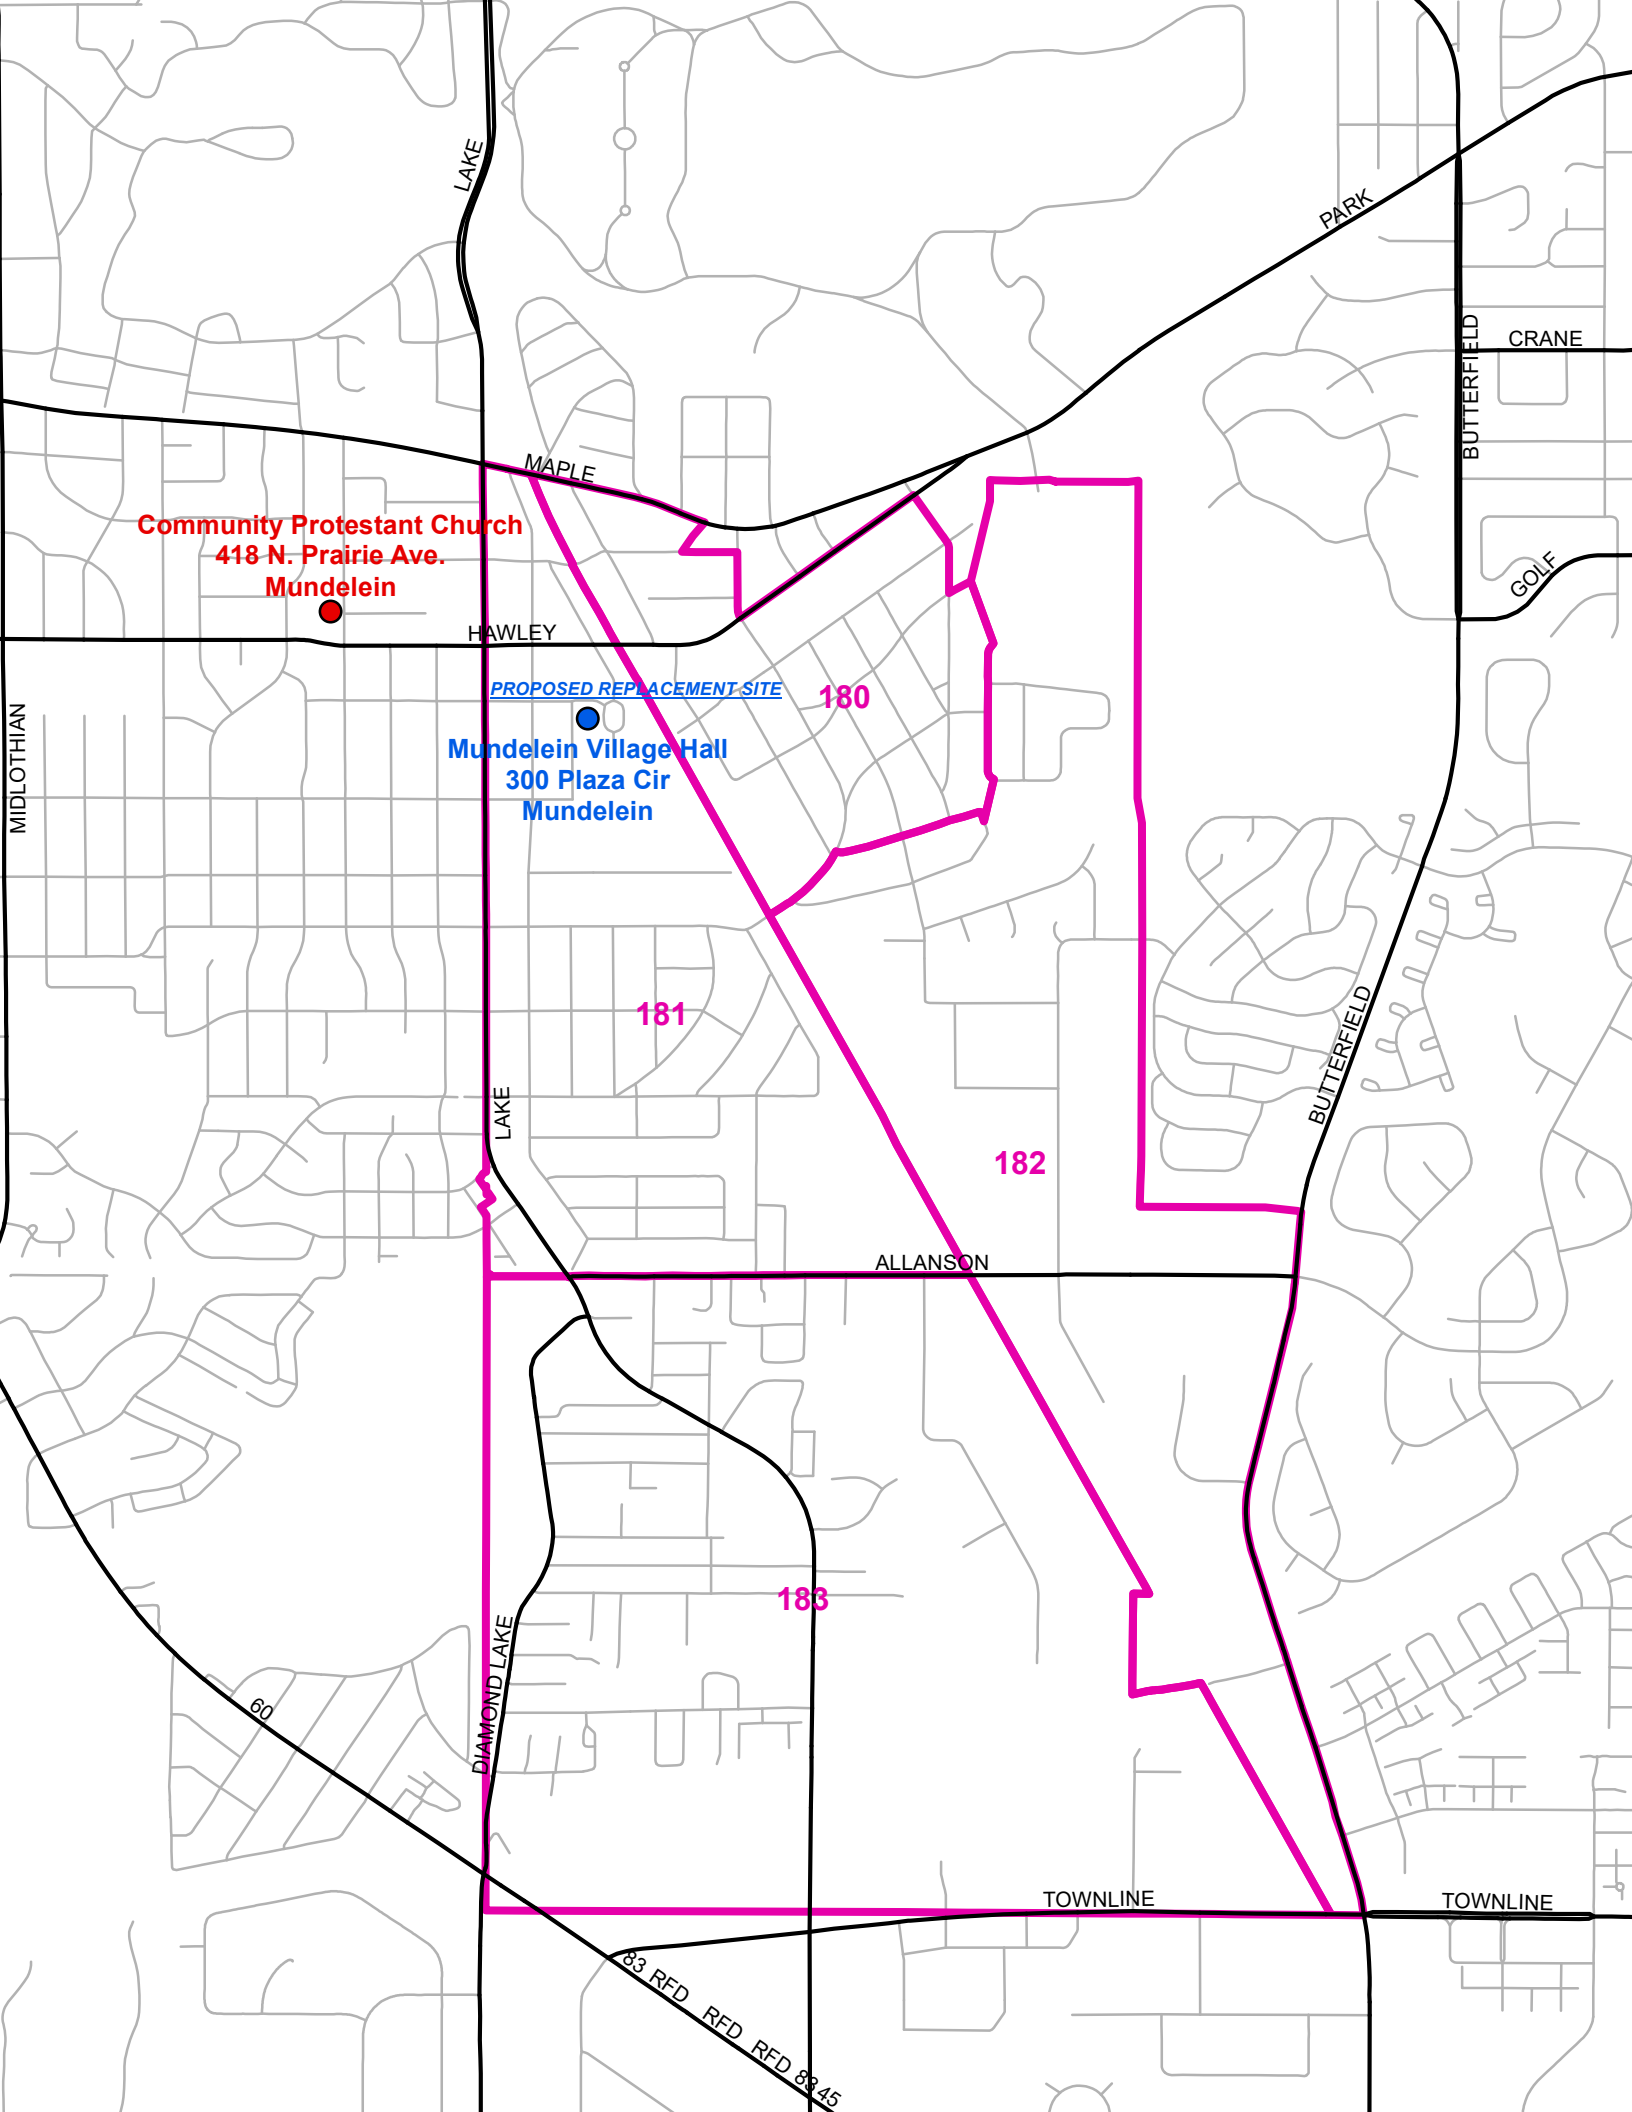 LAKE
PARK
CRANE
BUTTERFIELD
MAPLE
Community Protestant Church
418 N. Prairie Ave.
Mundelein
GOLF
HAWLEY
PROPOSED REPLACEMENT SITE
180
MIDLOTHIAN
Mundelein Village Hall
300 Plaza Cir
Mundelein
181
BUTTERFIELD
LAKE
182
ALLANSON
183
DIAMOND LAKE
60
TOWNLINE
TOWNLINE
83 RFD
RFD
RFD 83
45